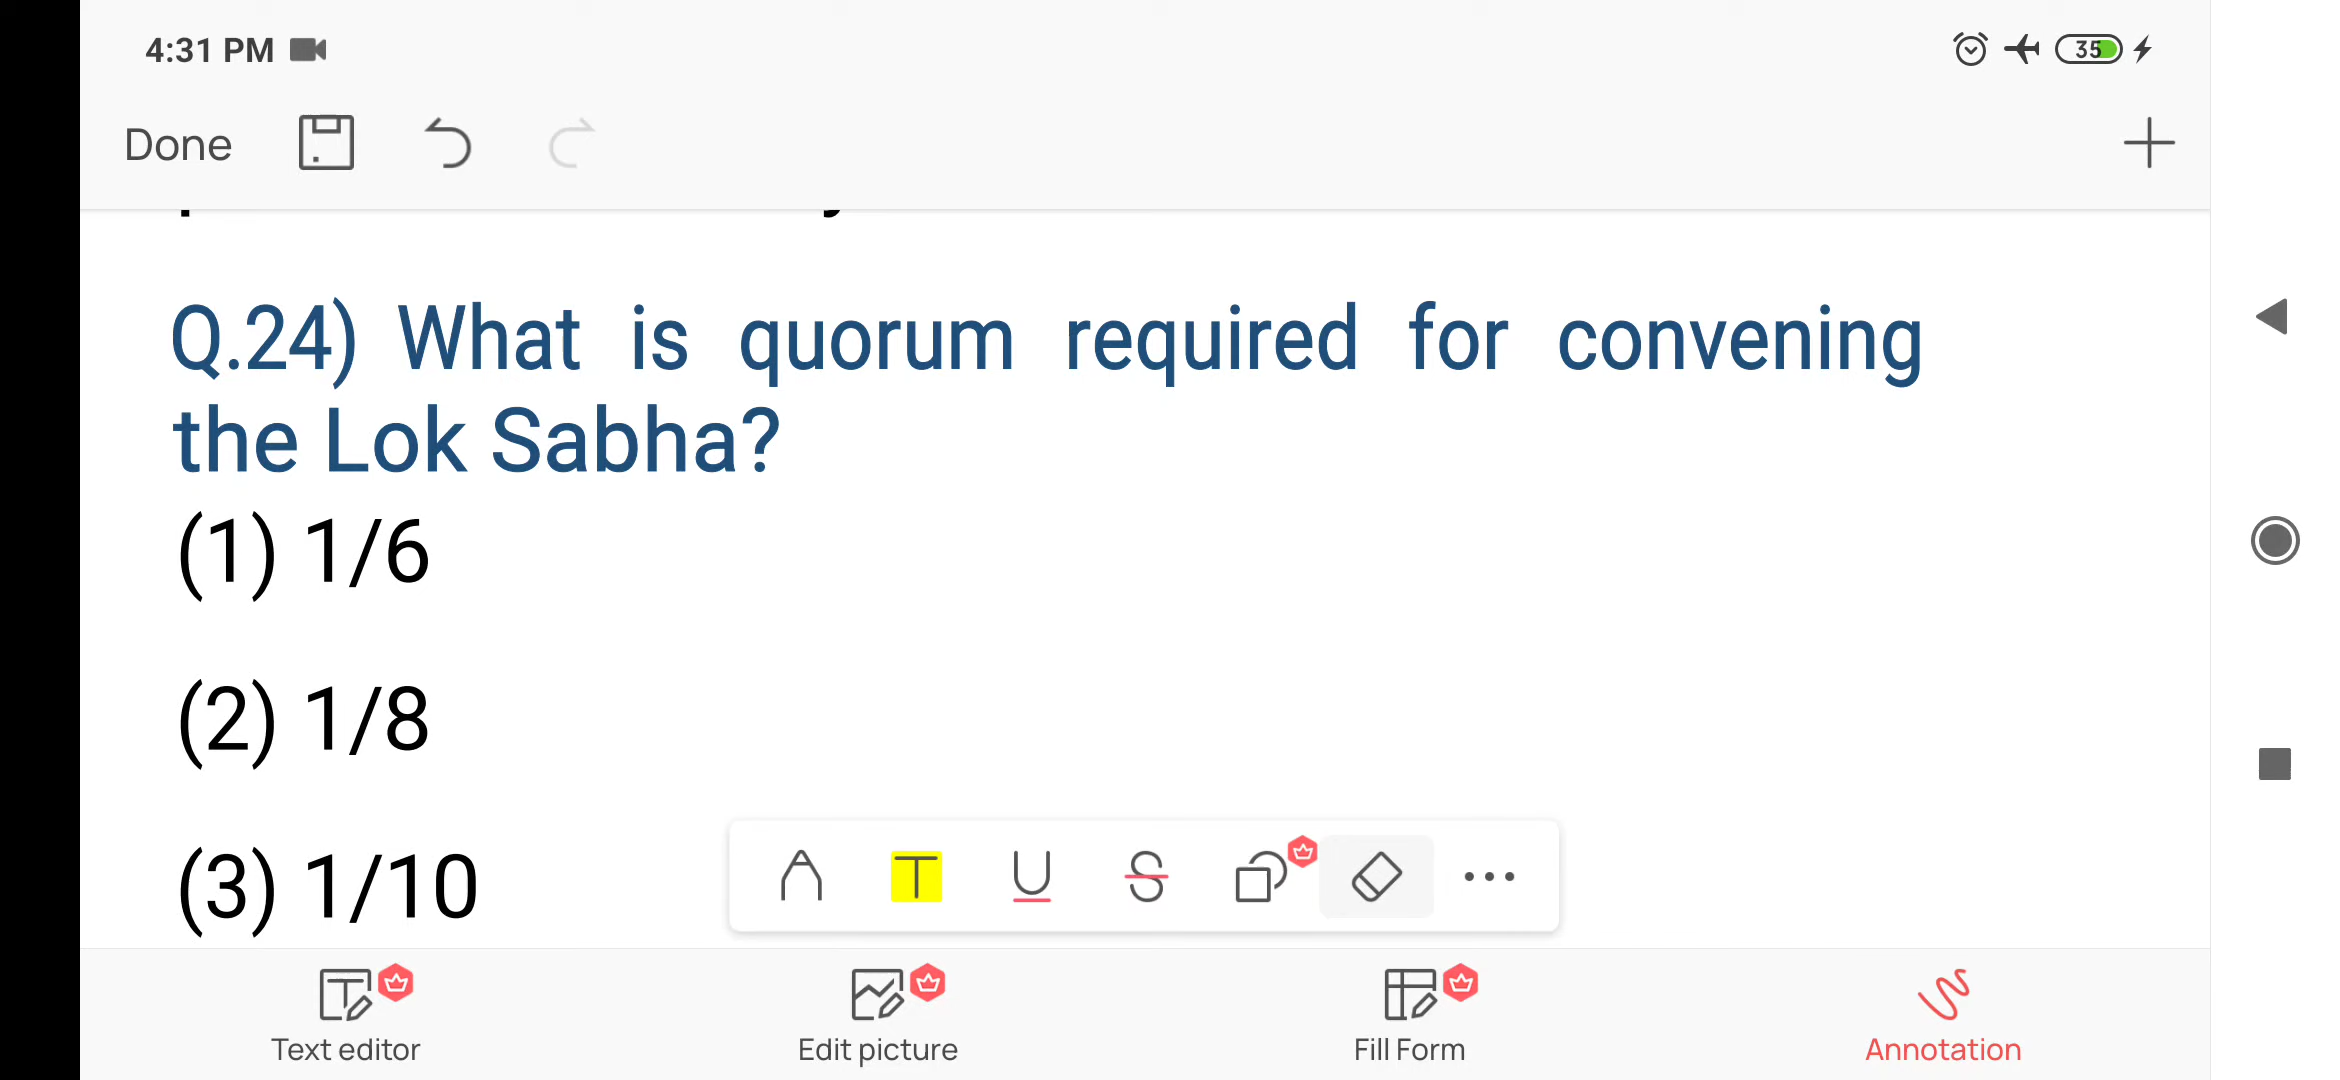 4:31 PM
35
Done
Q.24) What is quorum required for convening
the Lok Sabha?
(1) 1/6
(2) 1/8
(3) 1/10
T U S
Text editor
Edit picture
Fill Form
Annotation